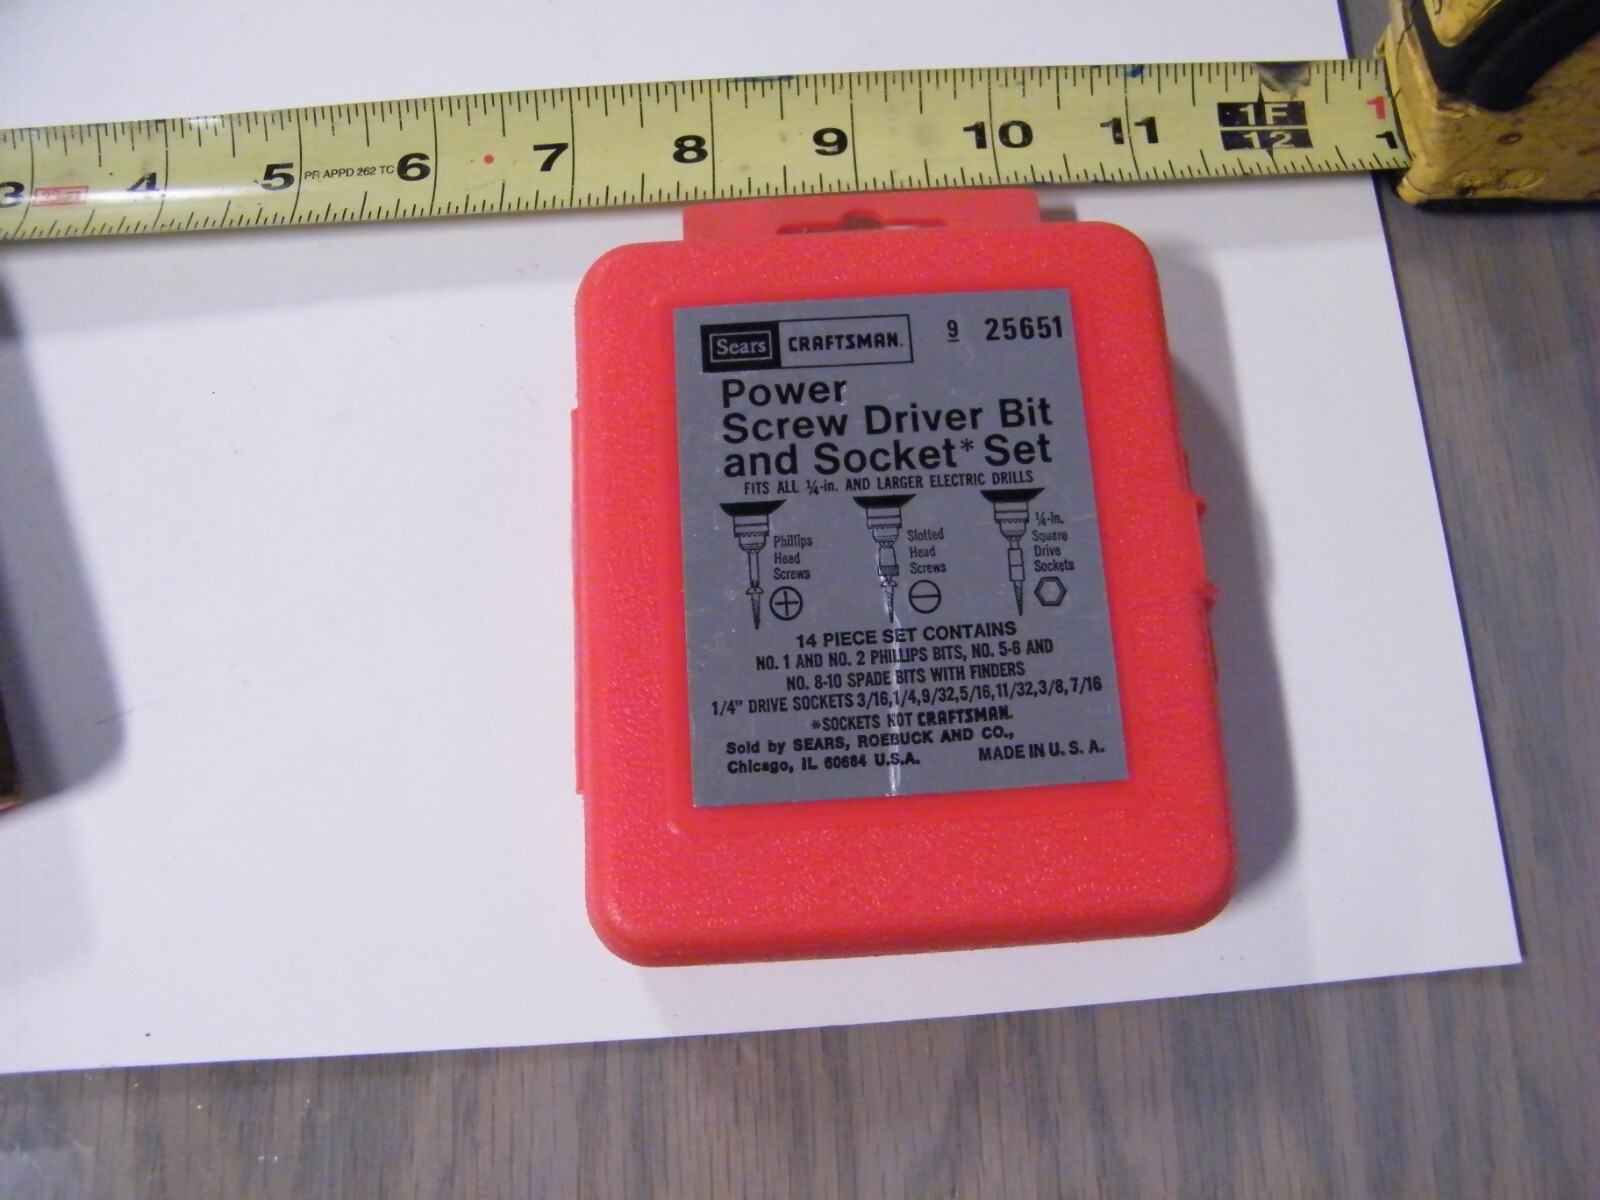 3 4 5 PR APPD 262 TC 6 7 8 9 10 11 1F 12 1
1
Sears CRAFTSMAN. 9 25651
Power
Screw Driver Bit
and Socket* Set
FITS ALL ¼-in. AND LARGER ELECTRIC DRILLS
Phillips
Head
Screws
Slotted
Head
Screws
¼-in.
Square
Drive
Sockets
14 PIECE SET CONTAINS
NO. 1 AND NO. 2 PHILLIPS BITS, NO. 5-6 AND
NO. 8-10 SPADE BITS WITH FINDERS
1/4" DRIVE SOCKETS 3/16,1/4,9/32,5/16,11/32,3/8,7/16
*SOCKETS NOT CRAFTSMAN.
Sold by SEARS, ROEBUCK AND CO.,
Chicago, IL 60684 U.S.A.
MADE IN U. S. A.